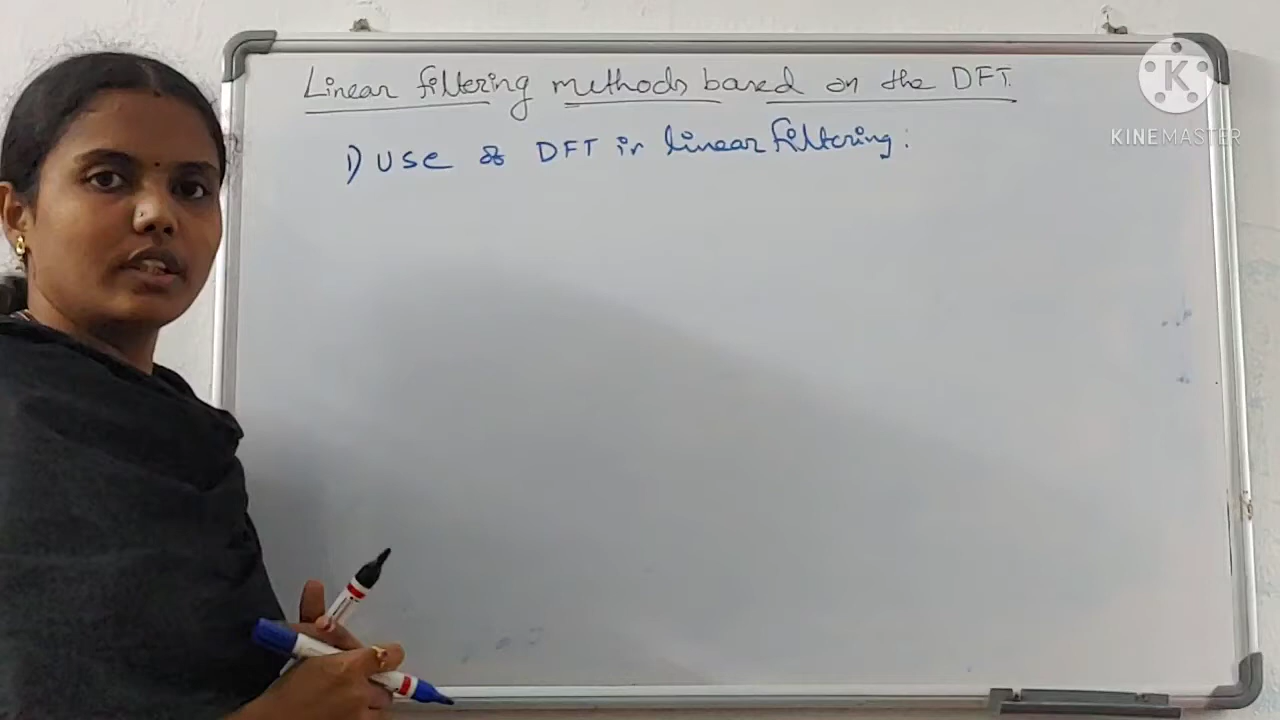 Linear filtering methods based on the DFT.
1) Use of DFT in linear filtering:
K
KINEMASTER